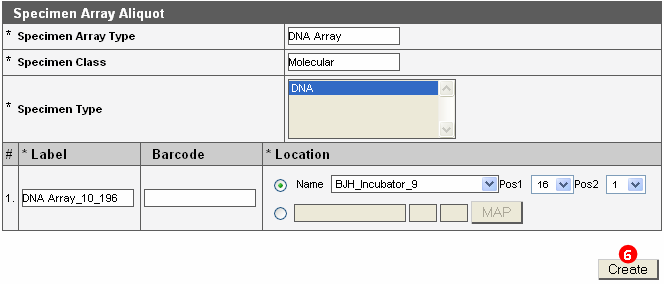 Specimen Array Aliquot
* Specimen Array Type DNA Array
* Specimen Class Molecular
* Specimen Type DNA
# * Label Barcode * Location
1. DNA Array_10_196 Name BJH_Incubator_9 Pos1 16 Pos2 1
MAP
6
Create